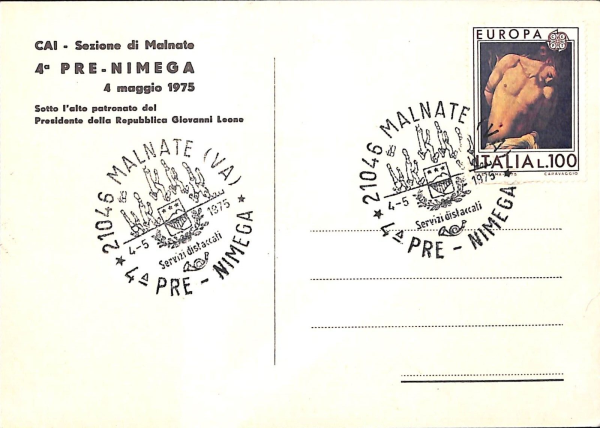 CAI - Sezione di Malnate
4ª PRE-NIMEGA
4 maggio 1975
Sotto l'alto patronato del
Presidente della Repubblica Giovanni Leone
EUROPA
ITALIA L.100
CARAVAGGIO
21046 MALNATE (VA)
4-5 1975
Servizi distaccati
★ 4ª PRE - NIMEGA ★
21046 MALNATE (VA)
4-5 1975
Servizi distaccati
★ 4ª PRE - NIMEGA ★